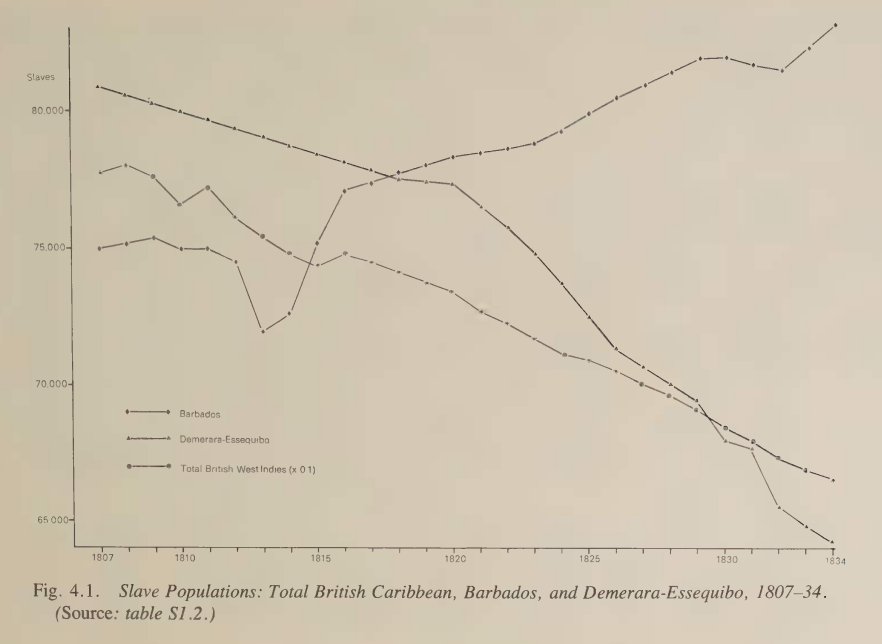 Slaves
80,000
75,000
70,000
65 000
Barbados
Demerara-Essequibo
Total British West Indies (x 0 1)
1807 1810 1815 1820 1825 1830 1834
Fig. 4.1. Slave Populations: Total British Caribbean, Barbados, and Demerara-Essequibo, 1807–34.
(Source: table S1.2.)